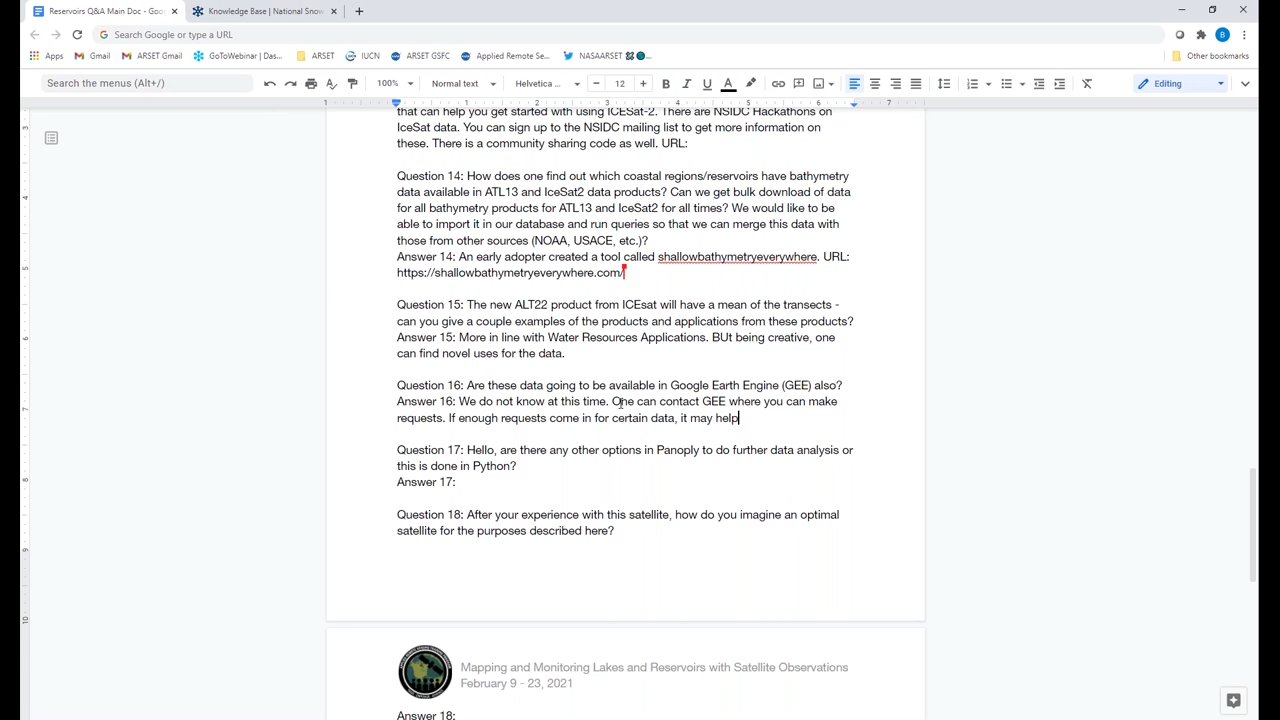 Reservoirs Q&A Main Doc - Goo
Knowledge Base | National Snow
Search Google or type a URL
B
Apps
Gmail
ARSET Gmail
GoToWebinar | Das...
ARSET
IUCN
ARSET GSFC
Applied Remote Se...
NASAARSET
Other bookmarks
Search the menus (Alt+/)
100%
Normal text
Helvetica ...
12
B I U A
Editing
1 1 2 3 4 5 6 7
that can help you get started with using ICESat-2. There are NSIDC Hackathons on
IceSat data. You can sign up to the NSIDC mailing list to get more information on
these. There is a community sharing code as well. URL:
Question 14: How does one find out which coastal regions/reservoirs have bathymetry
data available in ATL13 and IceSat2 data products? Can we get bulk download of data
for all bathymetry products for ATL13 and IceSat2 for all times? We would like to be
able to import it in our database and run queries so that we can merge this data with
those from other sources (NOAA, USACE, etc.)?
Answer 14: An early adopter created a tool called shallowbathymetryeverywhere. URL:
https://shallowbathymetryeverywhere.com/
Question 15: The new ALT22 product from ICEsat will have a mean of the transects -
can you give a couple examples of the products and applications from these products?
Answer 15: More in line with Water Resources Applications. BUt being creative, one
can find novel uses for the data.
Question 16: Are these data going to be available in Google Earth Engine (GEE) also?
Answer 16: We do not know at this time. One can contact GEE where you can make
requests. If enough requests come in for certain data, it may help
Question 17: Hello, are there any other options in Panoply to do further data analysis or
this is done in Python?
Answer 17:
Question 18: After your experience with this satellite, how do you imagine an optimal
satellite for the purposes described here?
Mapping and Monitoring Lakes and Reservoirs with Satellite Observations
February 9 - 23, 2021
Answer 18: